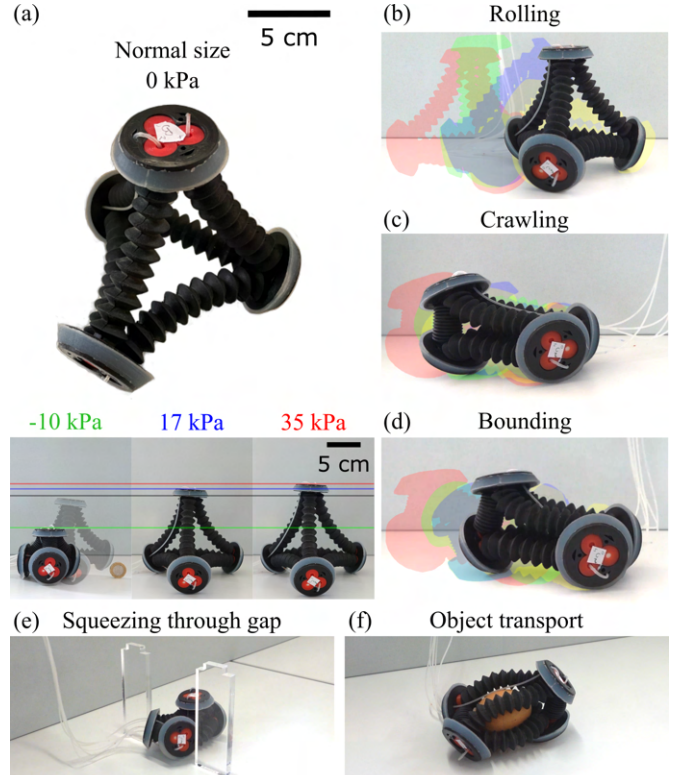 (a)
5 cm
Normal size
0 kPa
(b) Rolling
(c) Crawling
-10 kPa 17 kPa 35 kPa
5 cm
(d) Bounding
(e) Squeezing through gap
(f) Object transport